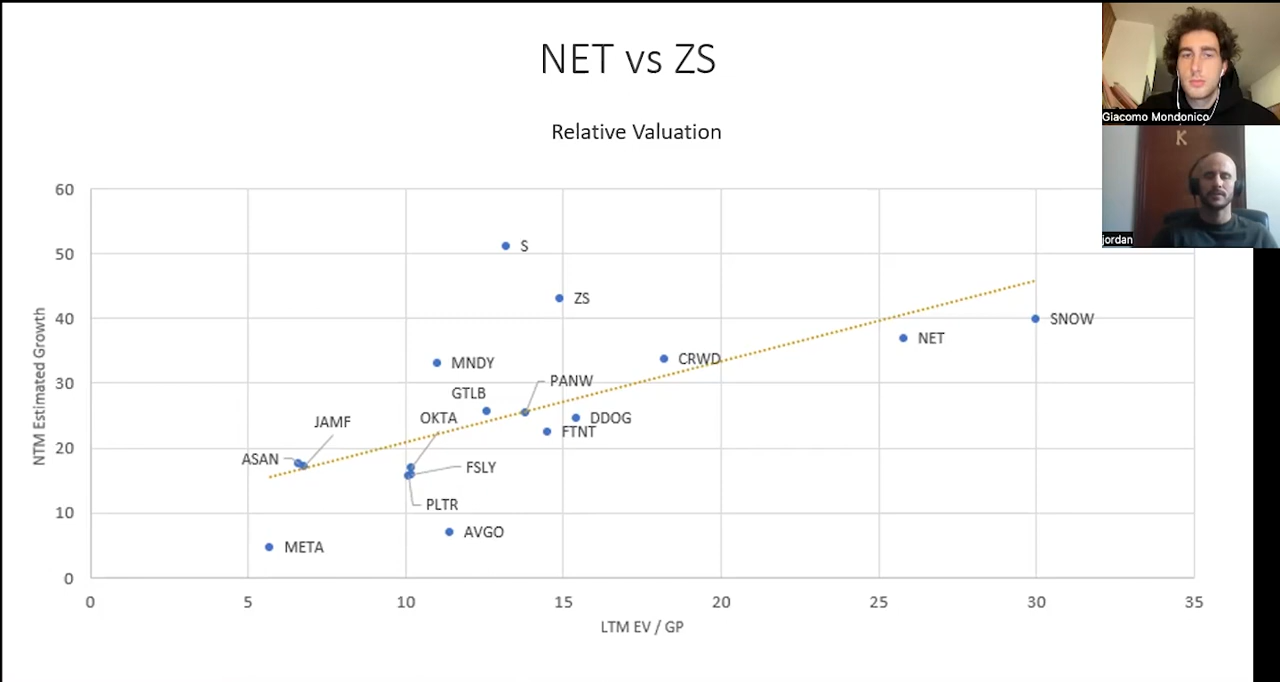 NET vs ZS
Relative Valuation
Giacomo Mondonico
K
jordan
NTM Estimated Growth
60
50
40
30
20
10
0
S
ZS
SNOW
NET
CRWD
MNDY
PANW
GTLB
JAMF
OKTA
DDOG
FTNT
ASAN
FSLY
PLTR
AVGO
META
0 5 10 15 20 25 30 35
LTM EV / GP